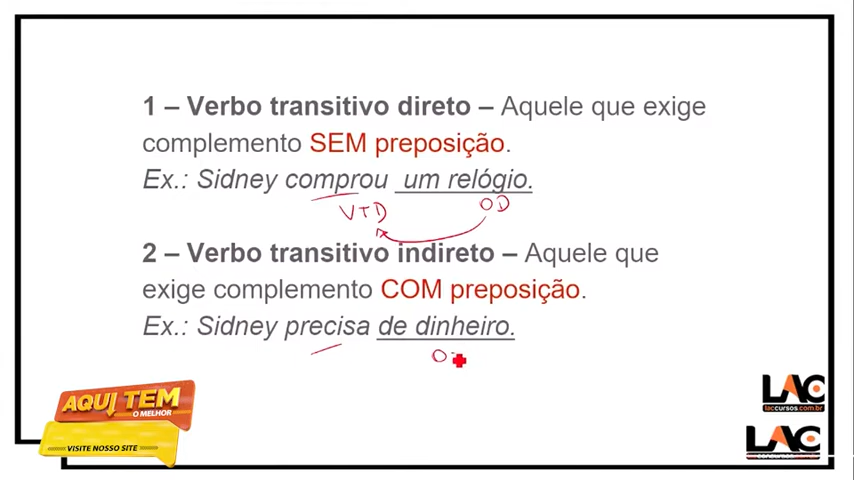 1 – Verbo transitivo direto – Aquele que exige
complemento SEM preposição.
Ex.: Sidney comprou um relógio.
VTD OD
2 – Verbo transitivo indireto – Aquele que
exige complemento COM preposição.
Ex.: Sidney precisa de dinheiro.
O
AQUI TEM
O MELHOR
VISITE NOSSO SITE
LAC
laccursos.com.br
LAC